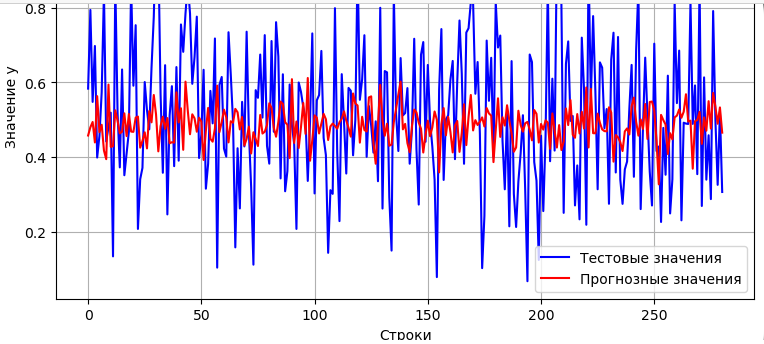 0.8
0.6
0.4
0.2
Значение y
0
50
100
150
200
250
Строки
Тестовые значения
Прогнозные значения